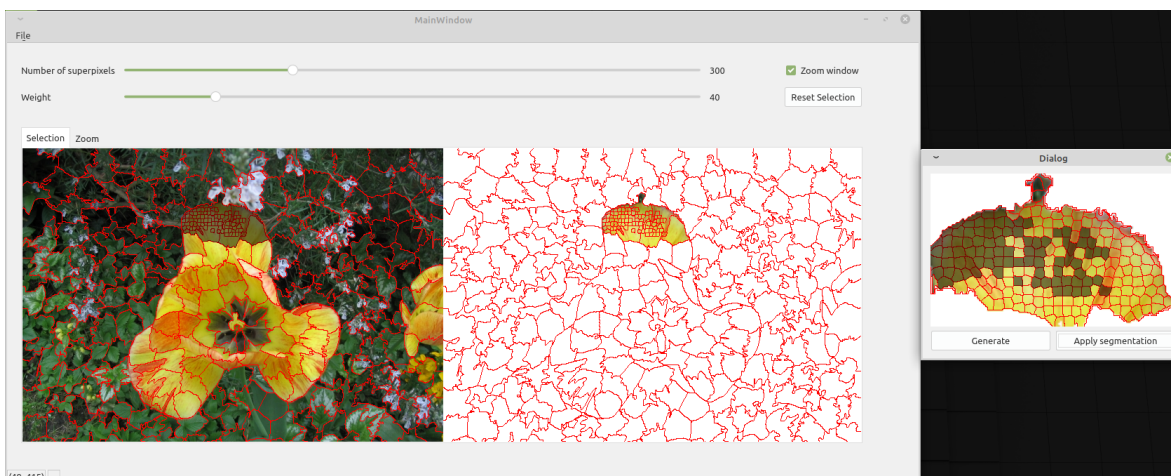 MainWindow
File
Number of superpixels 300 Zoom window
Weight 40 Reset Selection
Selection Zoom
Dialog
Generate Apply segmentation